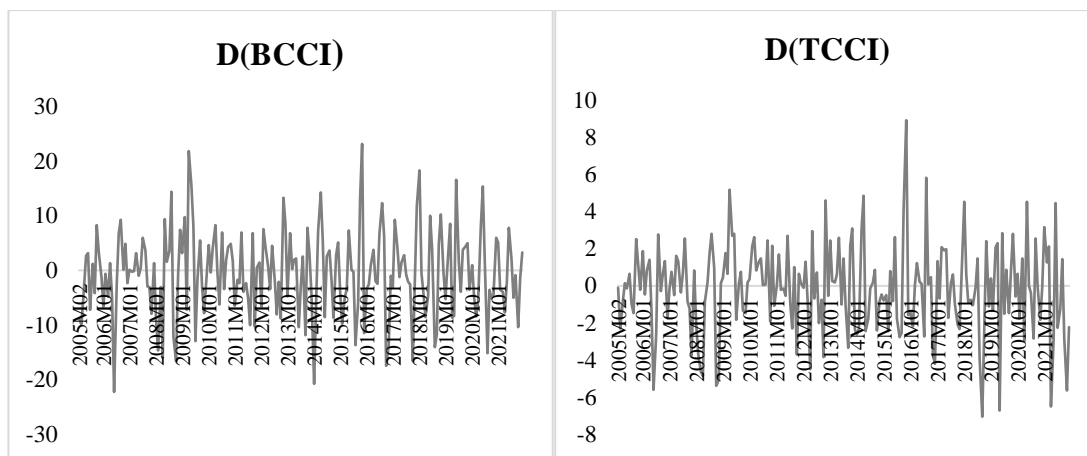 D(BCCI)
30
20
10
0
-10
-20
-30
2005M02
2006M01
2007M01
2008M01
2009M01
2010M01
2011M01
2012M01
2013M01
2014M01
2015M01
2016M01
2017M01
2018M01
2019M01
2020M01
2021M01
D(TCCI)
10
8
6
4
2
0
-2
-4
-6
-8
2005M02
2006M01
2007M01
2008M01
2009M01
2010M01
2011M01
2012M01
2013M01
2014M01
2015M01
2016M01
2017M01
2018M01
2019M01
2020M01
2021M01